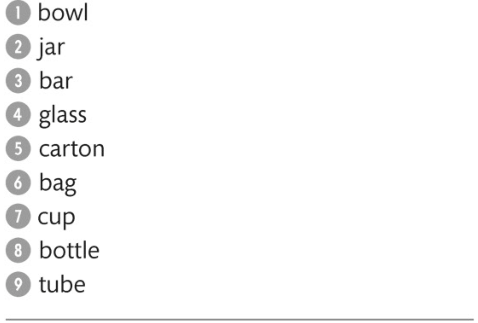 1 bowl
2 jar
3 bar
4 glass
5 carton
6 bag
7 cup
8 bottle
9 tube